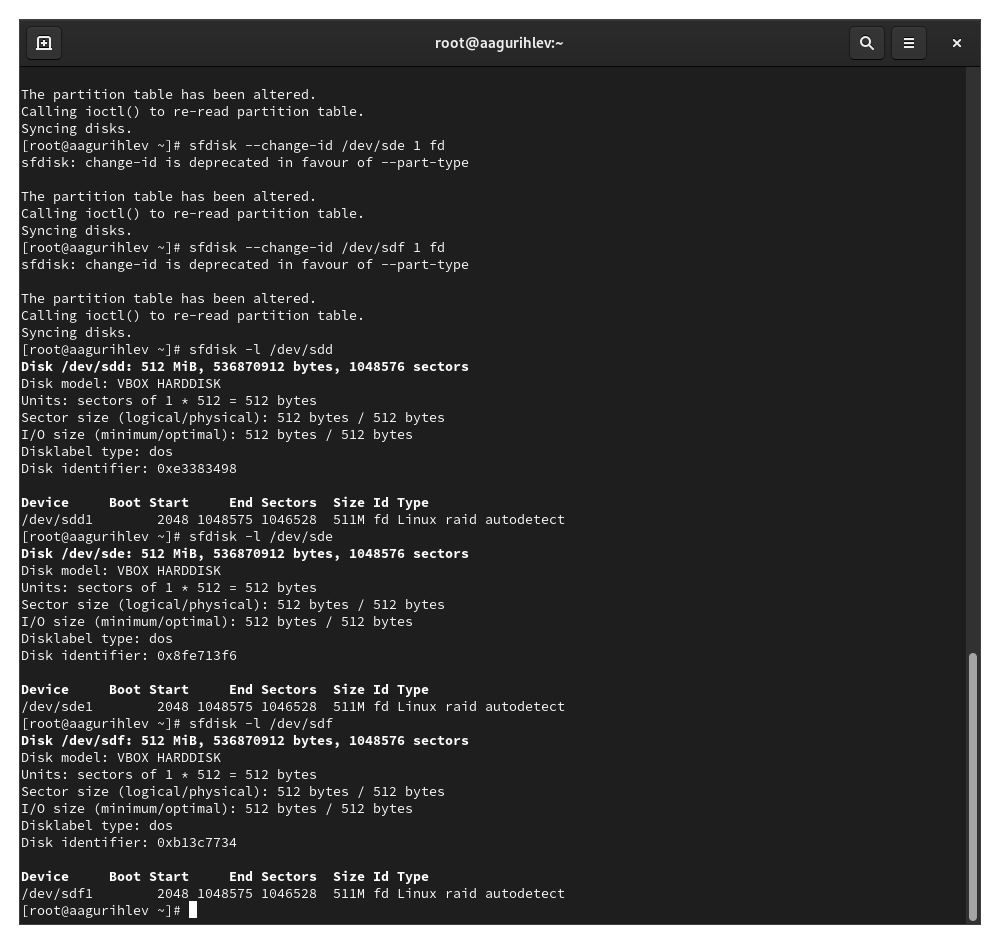 root@aagurihlev:~
The partition table has been altered.
Calling ioctl() to re-read partition table.
Syncing disks.
[root@aagurihlev ~]# sfdisk --change-id /dev/sde 1 fd
sfdisk: change-id is deprecated in favour of --part-type
The partition table has been altered.
Calling ioctl() to re-read partition table.
Syncing disks.
[root@aagurihlev ~]# sfdisk --change-id /dev/sdf 1 fd
sfdisk: change-id is deprecated in favour of --part-type
The partition table has been altered.
Calling ioctl() to re-read partition table.
Syncing disks.
[root@aagurihlev ~]# sfdisk -l /dev/sdd
Disk /dev/sdd: 512 MiB, 536870912 bytes, 1048576 sectors
Disk model: VBOX HARDDISK
Units: sectors of 1 * 512 = 512 bytes
Sector size (logical/physical): 512 bytes / 512 bytes
I/O size (minimum/optimal): 512 bytes / 512 bytes
Disklabel type: dos
Disk identifier: 0xe3383498
Device     Boot Start     End Sectors  Size Id Type
/dev/sdd1        2048 1048575 1046528  511M fd Linux raid autodetect
[root@aagurihlev ~]# sfdisk -l /dev/sde
Disk /dev/sde: 512 MiB, 536870912 bytes, 1048576 sectors
Disk model: VBOX HARDDISK
Units: sectors of 1 * 512 = 512 bytes
Sector size (logical/physical): 512 bytes / 512 bytes
I/O size (minimum/optimal): 512 bytes / 512 bytes
Disklabel type: dos
Disk identifier: 0x8fe713f6
Device     Boot Start     End Sectors  Size Id Type
/dev/sde1        2048 1048575 1046528  511M fd Linux raid autodetect
[root@aagurihlev ~]# sfdisk -l /dev/sdf
Disk /dev/sdf: 512 MiB, 536870912 bytes, 1048576 sectors
Disk model: VBOX HARDDISK
Units: sectors of 1 * 512 = 512 bytes
Sector size (logical/physical): 512 bytes / 512 bytes
I/O size (minimum/optimal): 512 bytes / 512 bytes
Disklabel type: dos
Disk identifier: 0xb13c7734
Device     Boot Start     End Sectors  Size Id Type
/dev/sdf1        2048 1048575 1046528  511M fd Linux raid autodetect
[root@aagurihlev ~]#